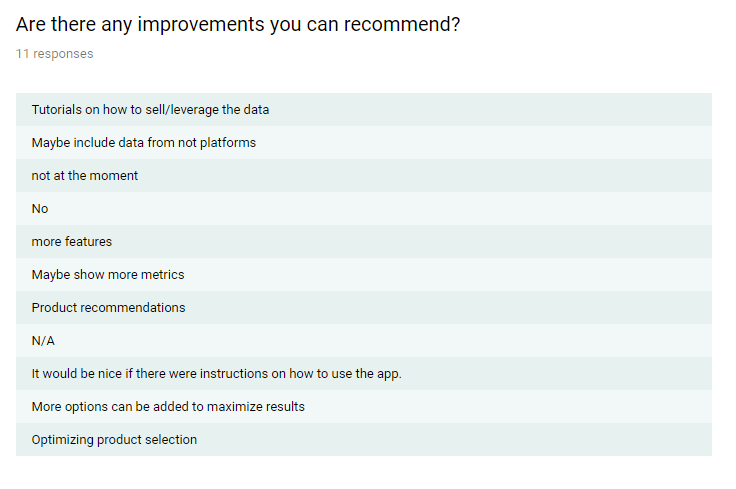 Are there any improvements you can recommend?
11 responses
Tutorials on how to sell/leverage the data
Maybe include data from not platforms
not at the moment
No
more features
Maybe show more metrics
Product recommendations
N/A
It would be nice if there were instructions on how to use the app.
More options can be added to maximize results
Optimizing product selection